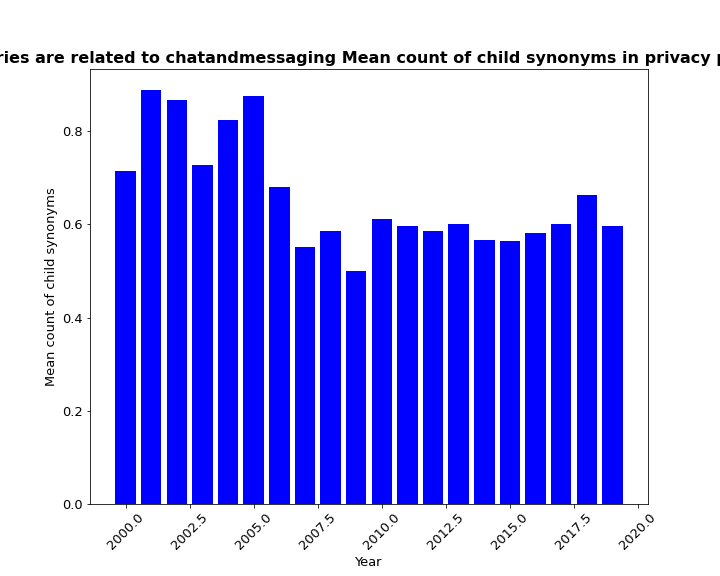 ries are related to chatandmessaging Mean count of child synonyms in privacy p
Mean count of child synonyms
0.8
0.6
0.4
0.2
0.0
2000.0 2002.5 2005.0 2007.5 2010.0 2012.5 2015.0 2017.5 2020.0
Year